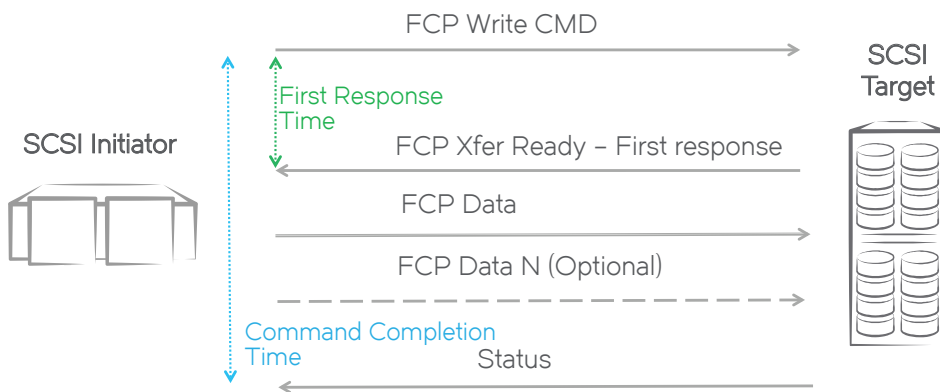 FCP Write CMD
SCSI
Target
First Response
Time
SCSI Initiator
FCP Xfer Ready – First response
FCP Data
FCP Data N (Optional)
Command Completion
Time
Status